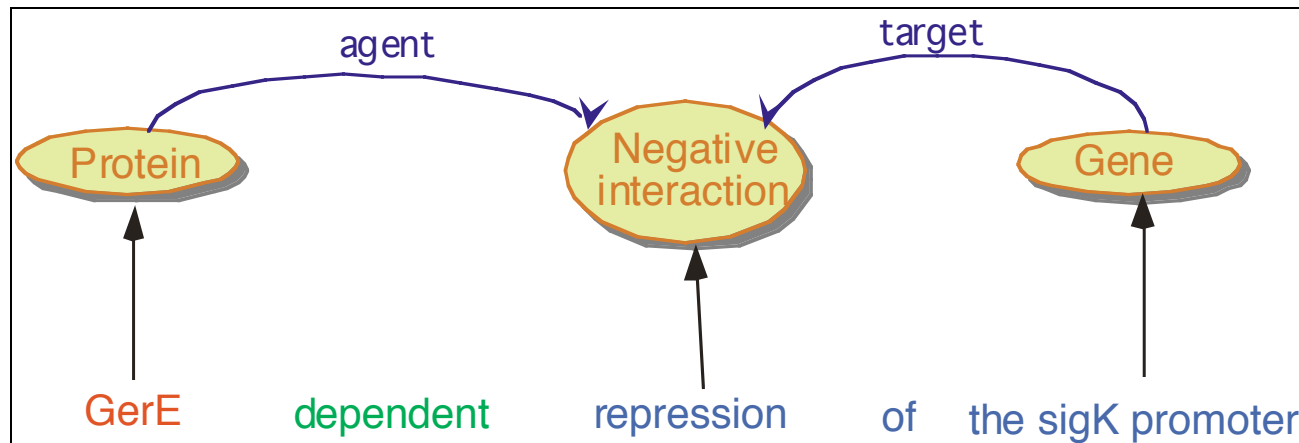 agent target
Protein Negative interaction Gene
GerE dependent repression of the sigK promoter